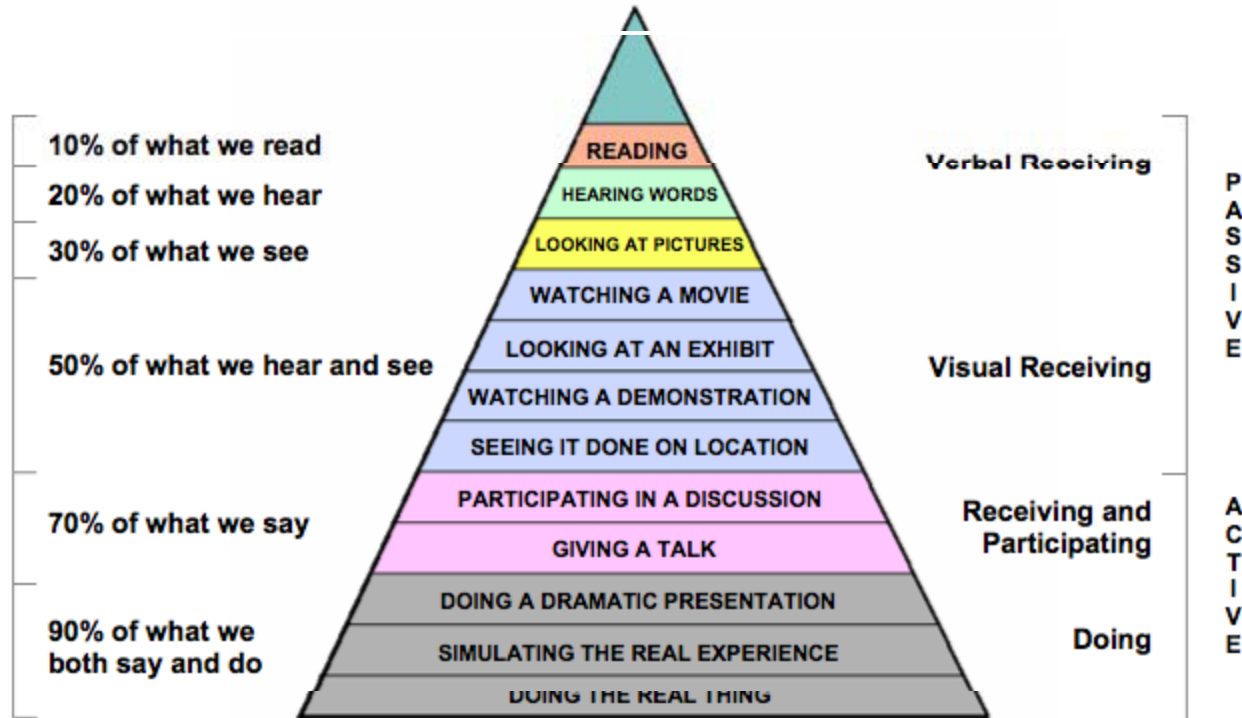 10% of what we read
20% of what we hear
30% of what we see
50% of what we hear and see
70% of what we say
90% of what we
both say and do
READING
HEARING WORDS
LOOKING AT PICTURES
WATCHING A MOVIE
LOOKING AT AN EXHIBIT
WATCHING A DEMONSTRATION
SEEING IT DONE ON LOCATION
PARTICIPATING IN A DISCUSSION
GIVING A TALK
DOING A DRAMATIC PRESENTATION
SIMULATING THE REAL EXPERIENCE
DOING THE REAL THING
Verbal Receiving
Visual Receiving
Receiving and
Participating
Doing
PASSIVE
ACTIVE